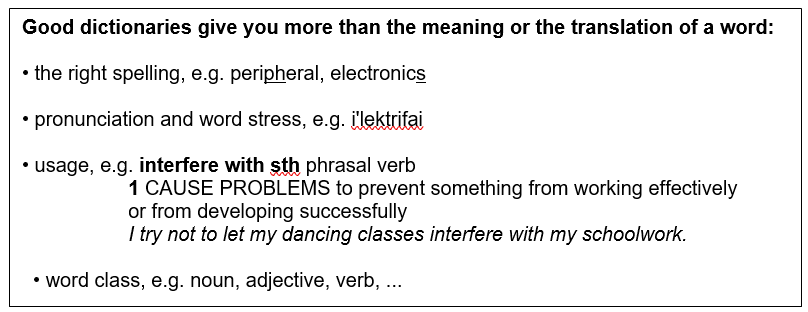 Good dictionaries give you more than the meaning or the translation of a word:
• the right spelling, e.g. peripheral, electronics
• pronunciation and word stress, e.g. i'lektrifai
• usage, e.g. interfere with sth phrasal verb
1 CAUSE PROBLEMS to prevent something from working effectively
or from developing successfully
I try not to let my dancing classes interfere with my schoolwork.
• word class, e.g. noun, adjective, verb, ...